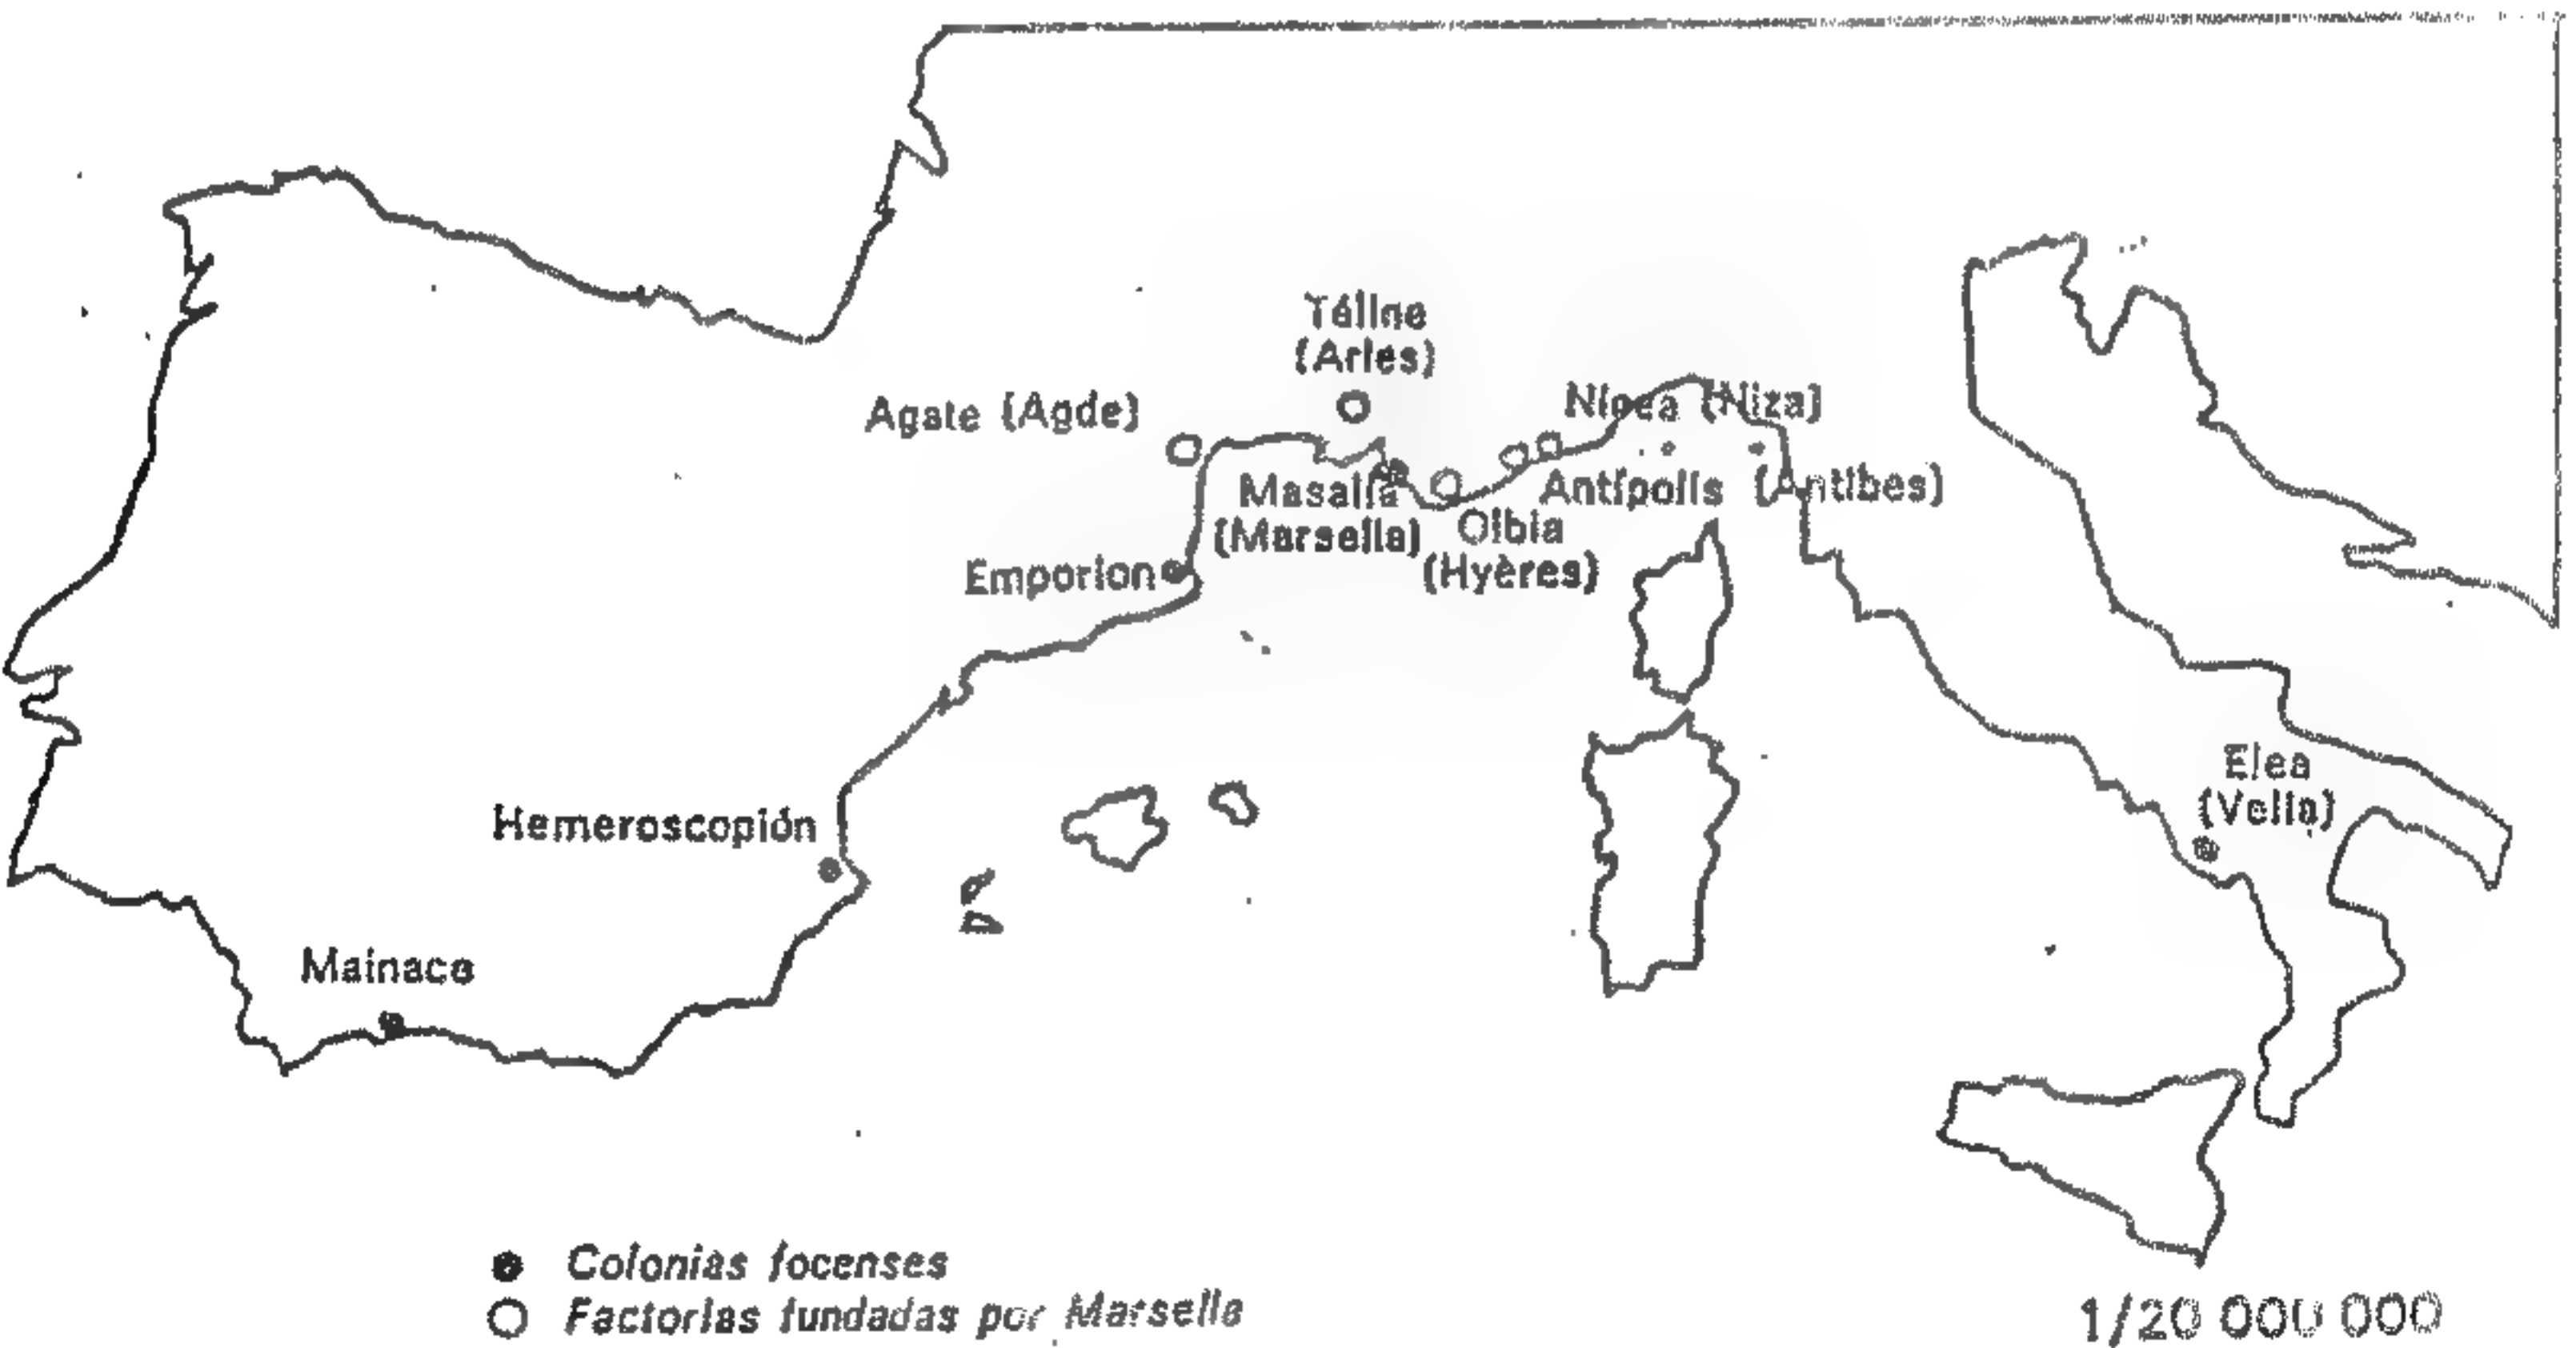 Téline
(Arles)
Agate (Agde)
Nicea (Niza)
Masalia
(Marsella)
Antípolis (Antibes)
Olbia
(Hyères)
Emporion
Elea
(Velia)
Hemeroscopión
Mainace
Colonias focenses
Factorías fundadas por Marsella
1/20 000 000